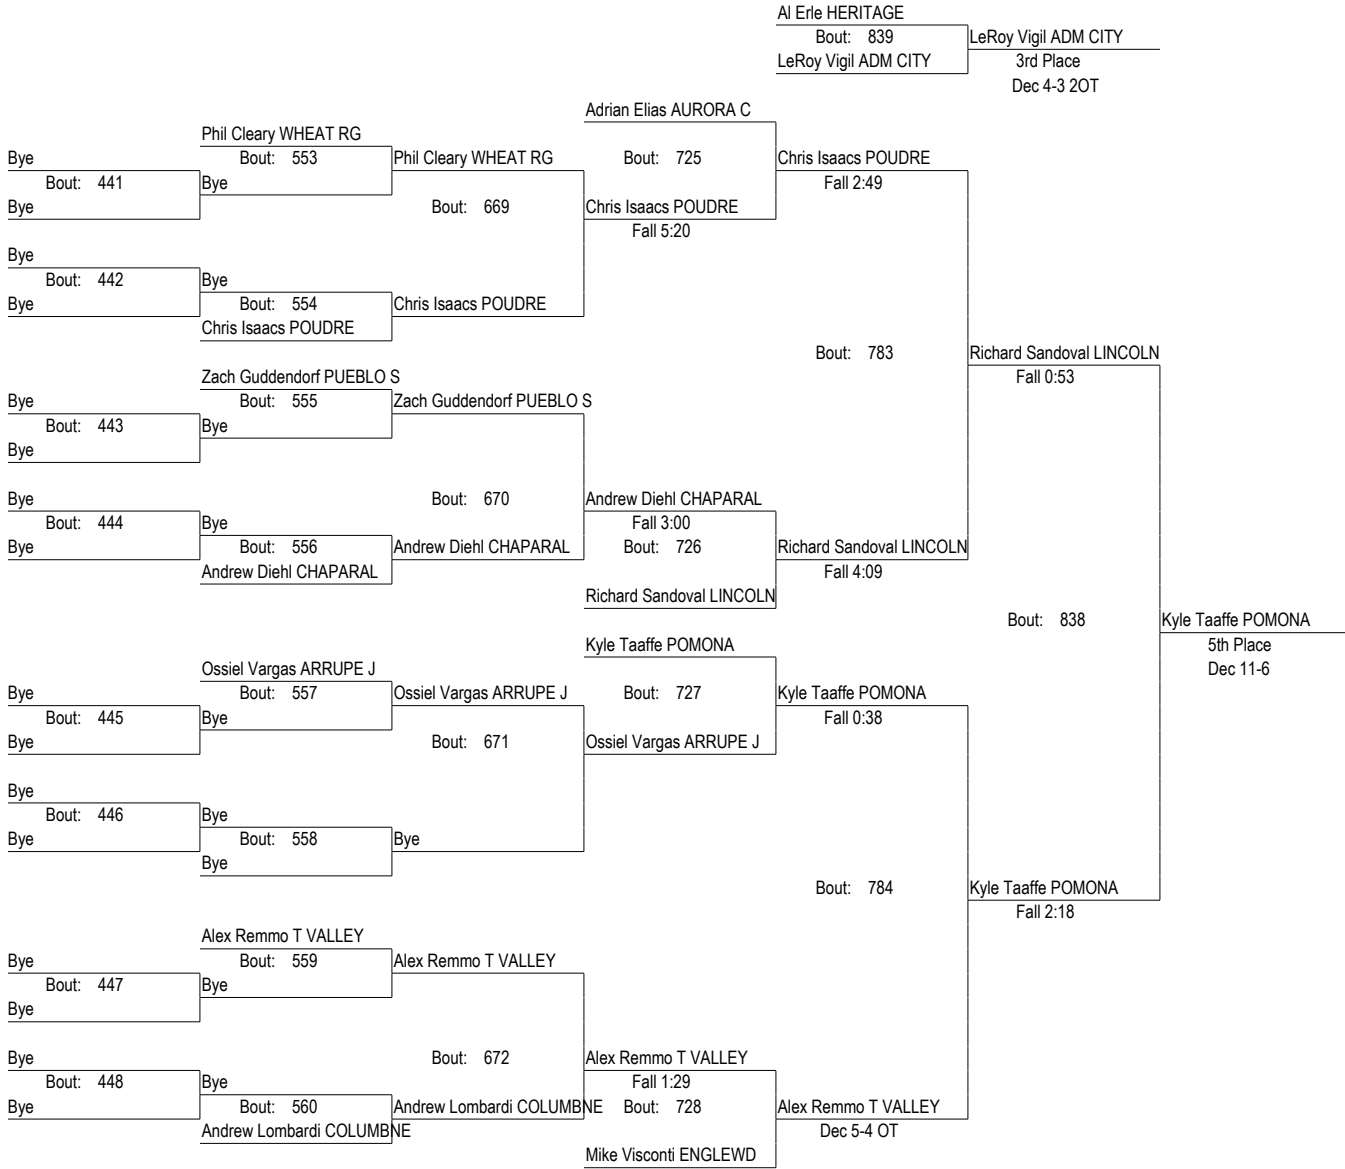 Al Erle HERITAGE
Bout: 839
LeRoy Vigil ADM CITY
LeRoy Vigil ADM CITY
3rd Place
Dec 4-3 2OT
Adrian Elias AURORA C
Phil Cleary WHEAT RG
Bye
Bout: 553
Phil Cleary WHEAT RG
Bout: 725
Chris Isaacs POUDRE
Bout: 441
Bye
Fall 2:49
Bye
Bout: 669
Chris Isaacs POUDRE
Fall 5:20
Bye
Bout: 442
Bye
Bye
Bout: 554
Chris Isaacs POUDRE
Chris Isaacs POUDRE
Bout: 783
Richard Sandoval LINCOLN
Zach Guddendorf PUEBLO S
Fall 0:53
Bye
Bout: 555
Zach Guddendorf PUEBLO S
Bout: 443
Bye
Bye
Bye
Bout: 670
Andrew Diehl CHAPARAL
Bout: 444
Bye
Fall 3:00
Bye
Bout: 556
Andrew Diehl CHAPARAL
Bout: 726
Richard Sandoval LINCOLN
Andrew Diehl CHAPARAL
Fall 4:09
Richard Sandoval LINCOLN
Bout: 838
Kyle Taaffe POMONA
Kyle Taaffe POMONA
5th Place
Ossiel Vargas ARRUPE J
Dec 11-6
Bye
Bout: 557
Ossiel Vargas ARRUPE J
Bout: 727
Kyle Taaffe POMONA
Bout: 445
Bye
Fall 0:38
Bye
Bout: 671
Ossiel Vargas ARRUPE J
Bye
Bout: 446
Bye
Bye
Bout: 558
Bye
Bye
Bout: 784
Kyle Taaffe POMONA
Fall 2:18
Alex Remmo T VALLEY
Bye
Bout: 559
Alex Remmo T VALLEY
Bout: 447
Bye
Bye
Bye
Bout: 672
Alex Remmo T VALLEY
Bout: 448
Bye
Fall 1:29
Bye
Bout: 560
Andrew Lombardi COLUMBNE
Bout: 728
Alex Remmo T VALLEY
Andrew Lombardi COLUMBNE
Dec 5-4 OT
Mike Visconti ENGLEWD